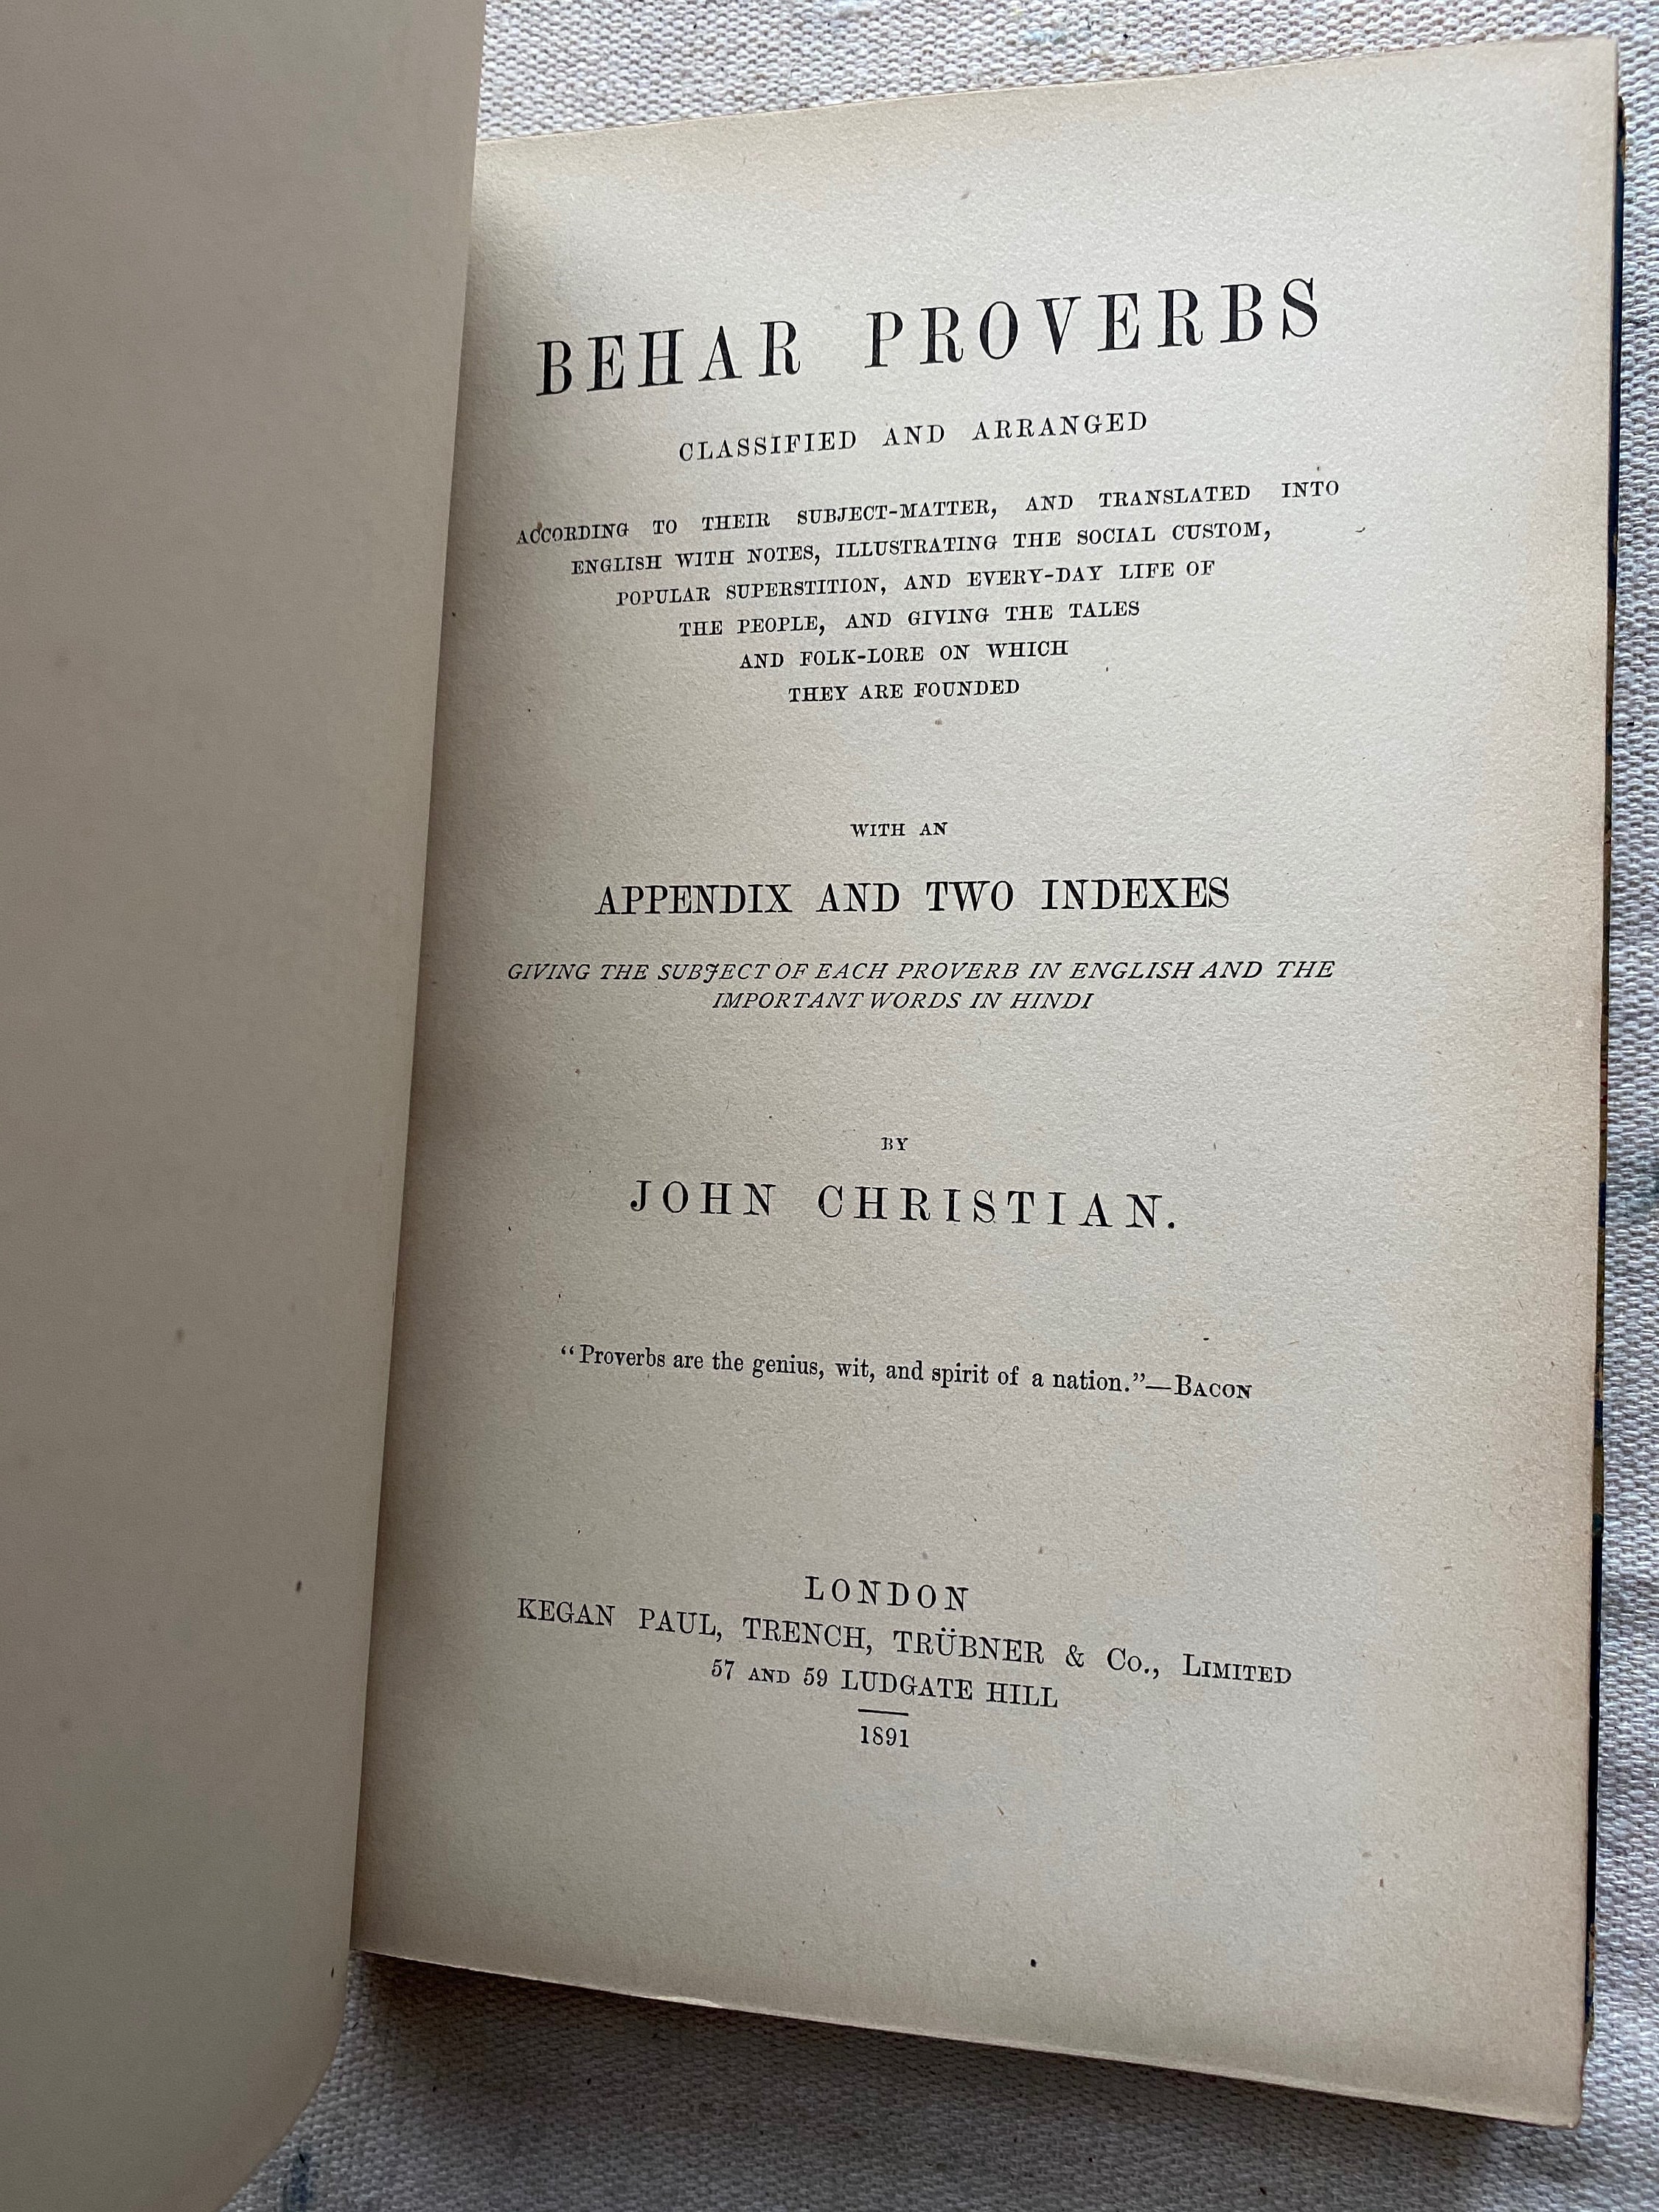 BEHAR PROVERBS
CLASSIFIED AND ARRANGED
ACCORDING TO THEIR SUBJECT-MATTER, AND TRANSLATED INTO
ENGLISH WITH NOTES, ILLUSTRATING THE SOCIAL CUSTOM,
POPULAR SUPERSTITION, AND EVERY-DAY LIFE OF
THE PEOPLE, AND GIVING THE TALES
AND FOLK-LORE ON WHICH
THEY ARE FOUNDED
WITH AN
APPENDIX AND TWO INDEXES
GIVING THE SUBJECT OF EACH PROVERB IN ENGLISH AND THE
IMPORTANT WORDS IN HINDI
BY
JOHN CHRISTIAN.
“Proverbs are the genius, wit, and spirit of a nation.”—BACON
LONDON
KEGAN PAUL, TRENCH, TRÜBNER & Co., LIMITED
57 AND 59 LUDGATE HILL
1891